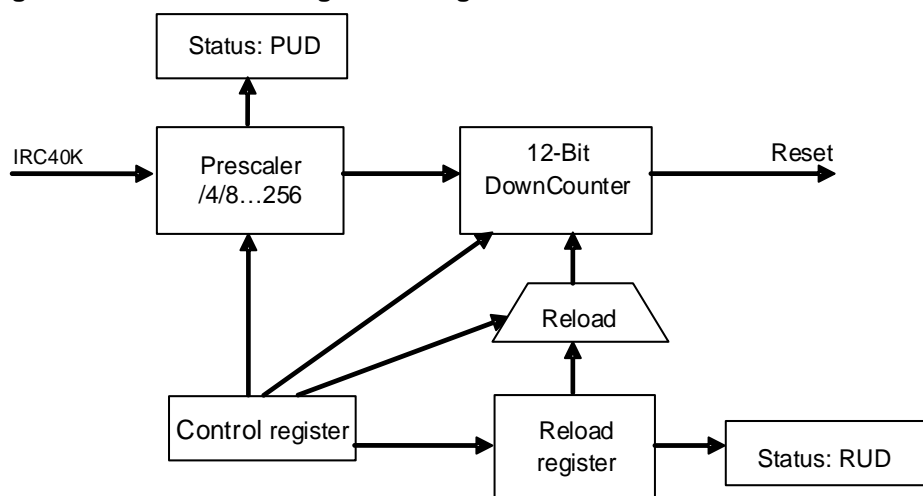 Status: PUD
IRC40K
Prescaler
/4/8...256
12-Bit
DownCounter
Reset
Reload
Control register
Reload
register
Status: RUD